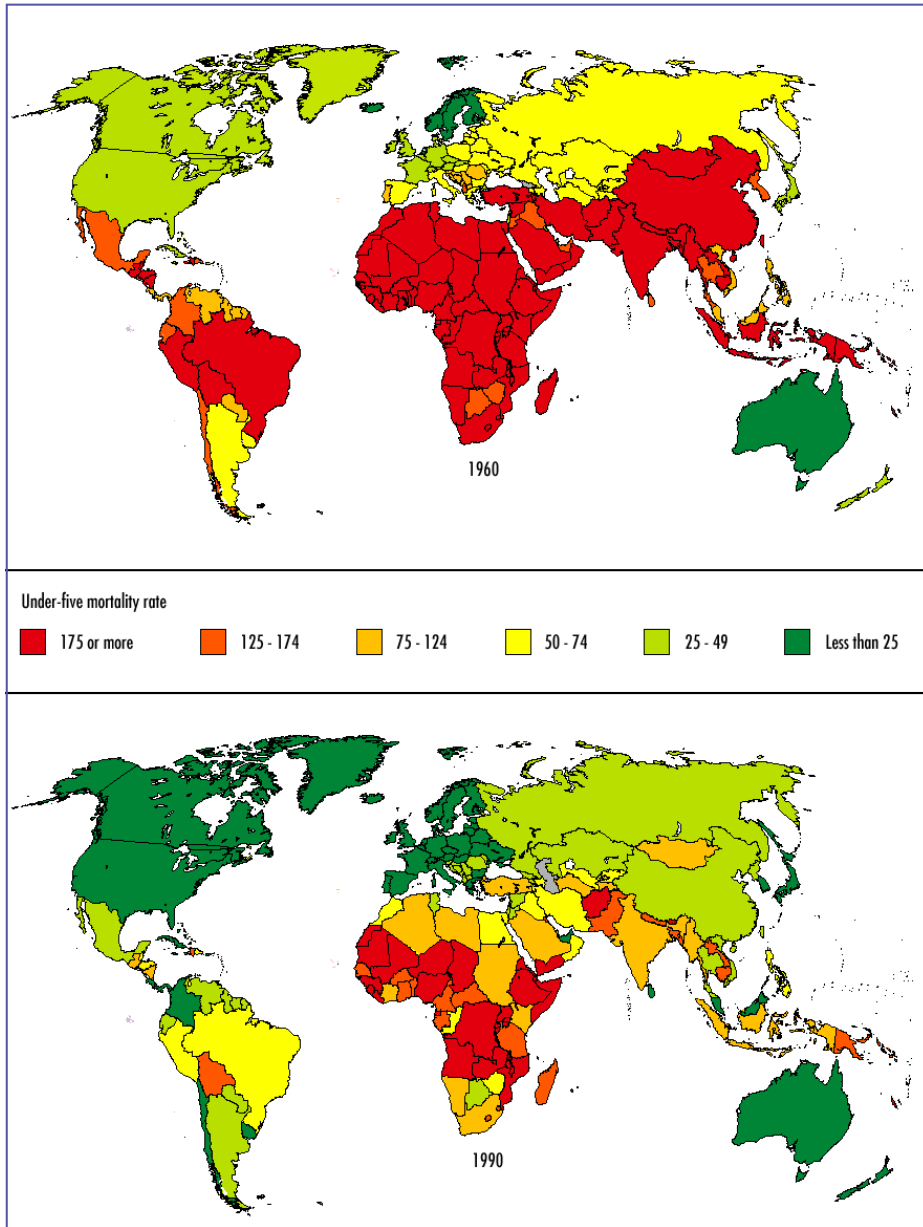 1960
Under-five mortality rate
175 or more 125 - 174 75 - 124 50 - 74 25 - 49 Less than 25
1990